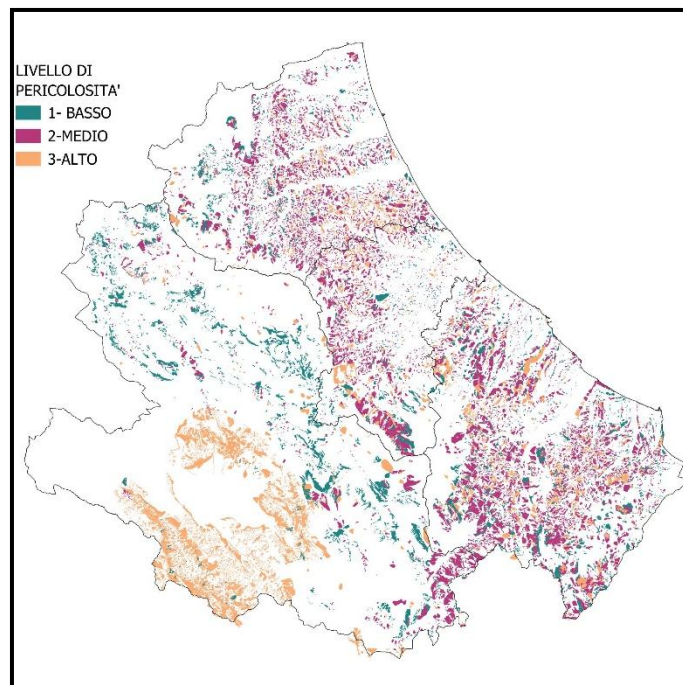 LIVELLO DI
PERICOLOSITA'
1- BASSO
2-MEDIO
3-ALTO